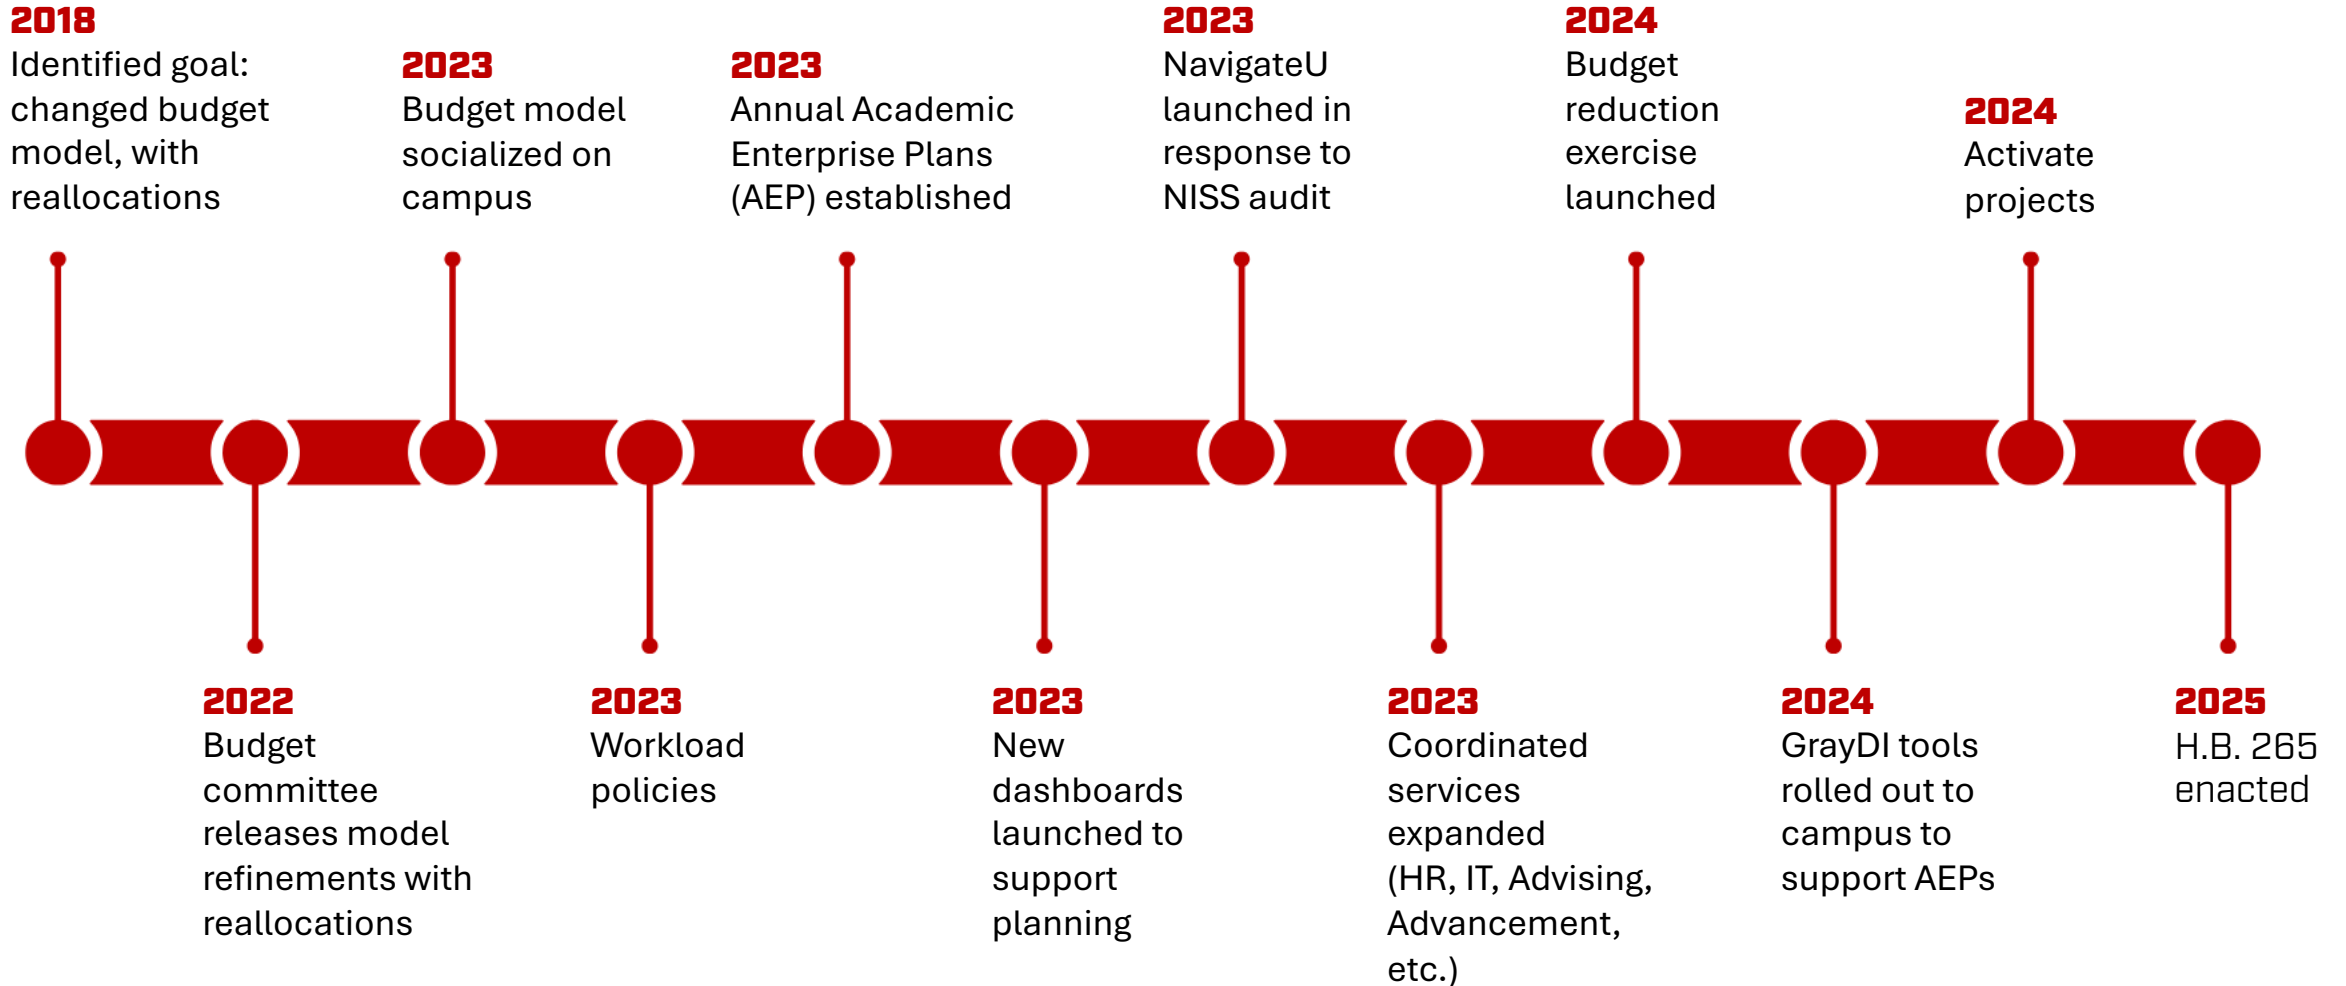 2018
Identified goal:
changed budget
model, with
reallocations
2022
Budget
committee
releases model
refinements with
reallocations
2023
Budget model
socialized on
campus
2023
Workload
policies
2023
Annual Academic
Enterprise Plans
(AEP) established
2023
New
dashboards
launched to
support
planning
2023
NavigateU
launched in
response to
NISS audit
2023
Coordinated
services
expanded
(HR, IT, Advising,
Advancement,
etc.)
2024
Budget
reduction
exercise
launched
2024
GrayDI tools
rolled out to
campus to
support AEPs
2024
Activate
projects
2025
H.B. 265
enacted